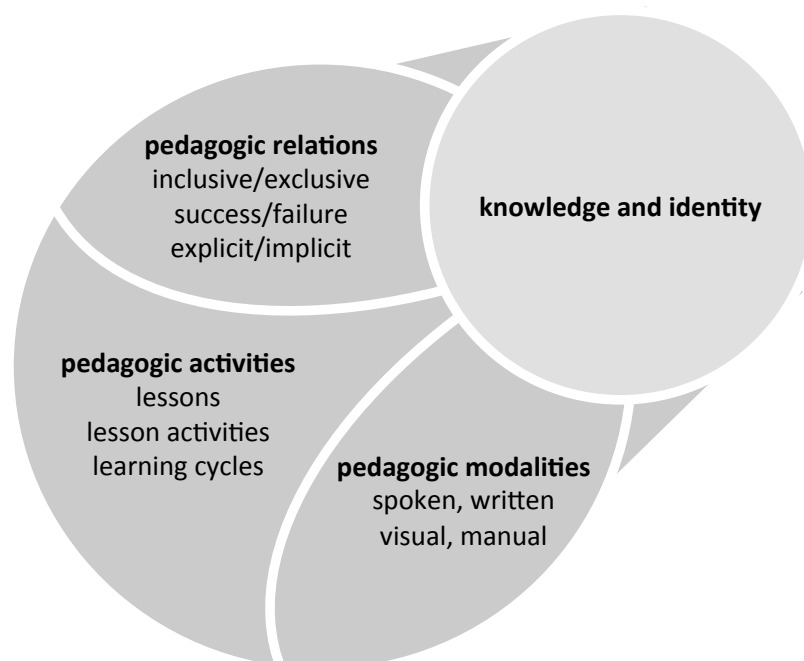 pedagogic relations
inclusive/exclusive
success/failure
explicit/implicit
knowledge and identity
pedagogic activities
lessons
lesson activities
learning cycles
pedagogic modalities
spoken, written
visual, manual